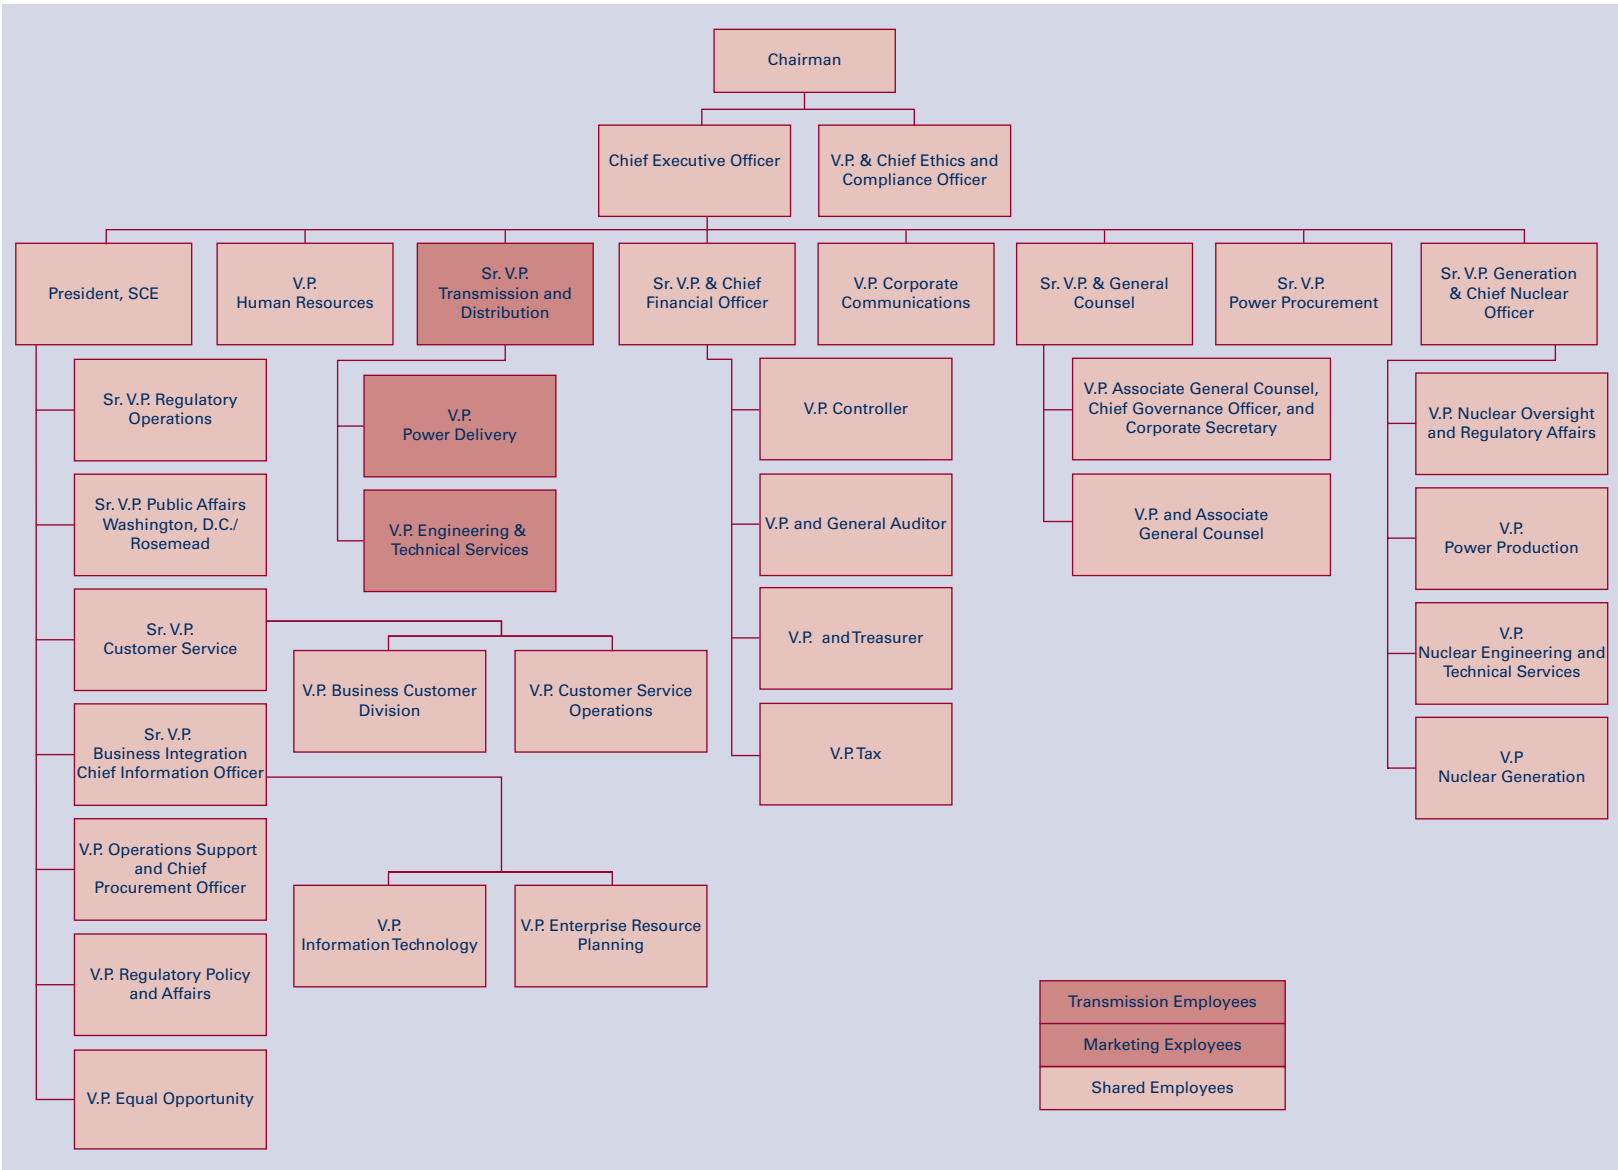 Chairman
Chief Executive Officer
V.P. & Chief Ethics and
Compliance Officer
President, SCE
V.P.
Human Resources
Sr. V.P.
Transmission and
Distribution
Sr. V.P. & Chief
Financial Officer
V.P. Corporate
Communications
Sr. V.P. & General
Counsel
Sr. V.P.
Power Procurement
Sr. V.P. Generation
& Chief Nuclear
Officer
Sr. V.P. Regulatory
Operations
Sr. V.P. Public Affairs
Washington, D.C./
Rosemead
Sr. V.P.
Customer Service
Sr. V.P.
Business Integration
Chief Information Officer
V.P. Operations Support
and Chief
Procurement Officer
V.P. Regulatory Policy
and Affairs
V.P. Equal Opportunity
V.P.
Power Delivery
V.P. Engineering &
Technical Services
V.P. Business Customer
Division
V.P. Customer Service
Operations
V.P.
Information Technology
V.P. Enterprise Resource
Planning
V.P. Controller
V.P. and General Auditor
V.P. and Treasurer
V.P. Tax
V.P. Associate General Counsel,
Chief Governance Officer, and
Corporate Secretary
V.P. and Associate
General Counsel
V.P. Nuclear Oversight
and Regulatory Affairs
V.P.
Power Production
V.P.
Nuclear Engineering and
Technical Services
V.P
Nuclear Generation
Transmission Employees
Marketing Exployees
Shared Employees